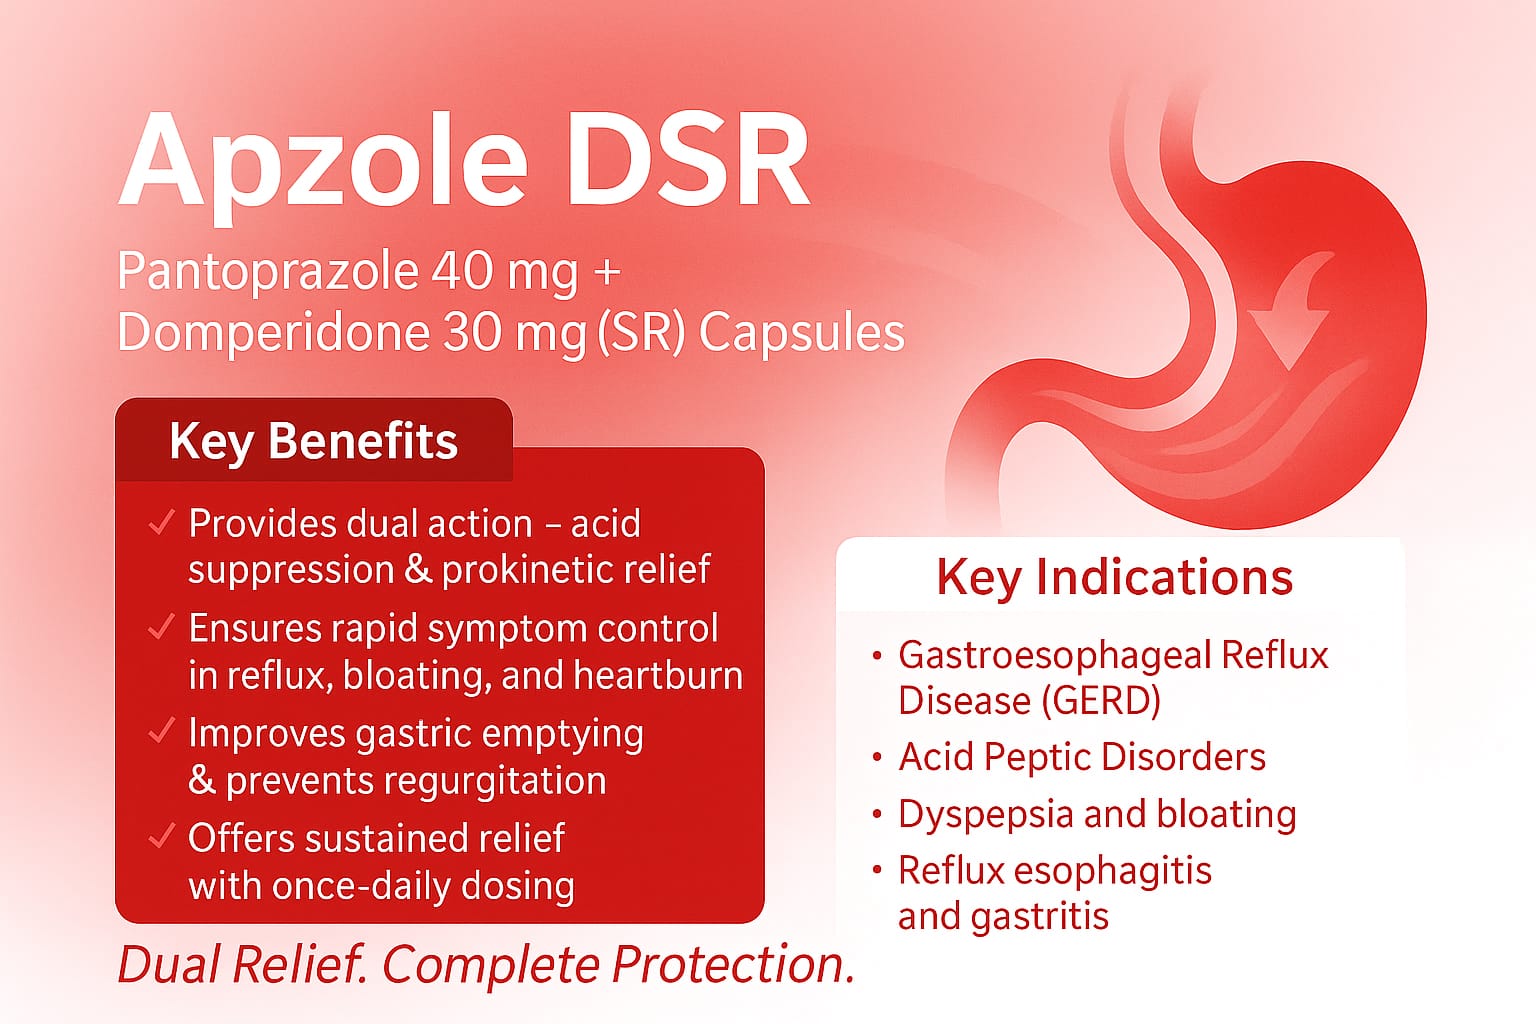 Apzole DSR
Pantoprazole 40 mg +
Domperidone 30 mg (SR) Capsules
Key Benefits
✓ Provides dual action – acid
suppression & prokinetic relief
✓ Ensures rapid symptom control
in reflux, bloating, and heartburn
✓ Improves gastric emptying
& prevents regurgitation
✓ Offers sustained relief
with once-daily dosing
Dual Relief. Complete Protection.
Key Indications
• Gastroesophageal Reflux
Disease (GERD)
• Acid Peptic Disorders
• Dyspepsia and bloating
• Reflux esophagitis
and gastritis